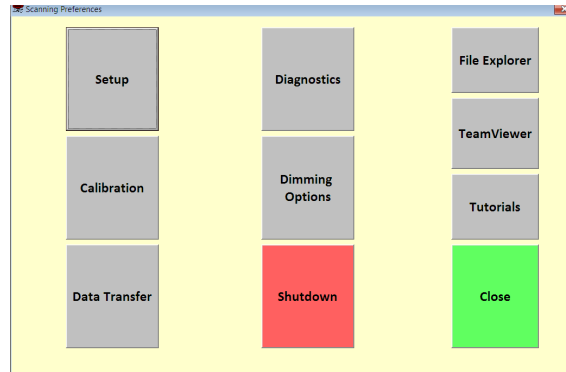 Scanning Preferences
Setup
Diagnostics
File Explorer
TeamViewer
Calibration
Dimming
Options
Tutorials
Data Transfer
Shutdown
Close